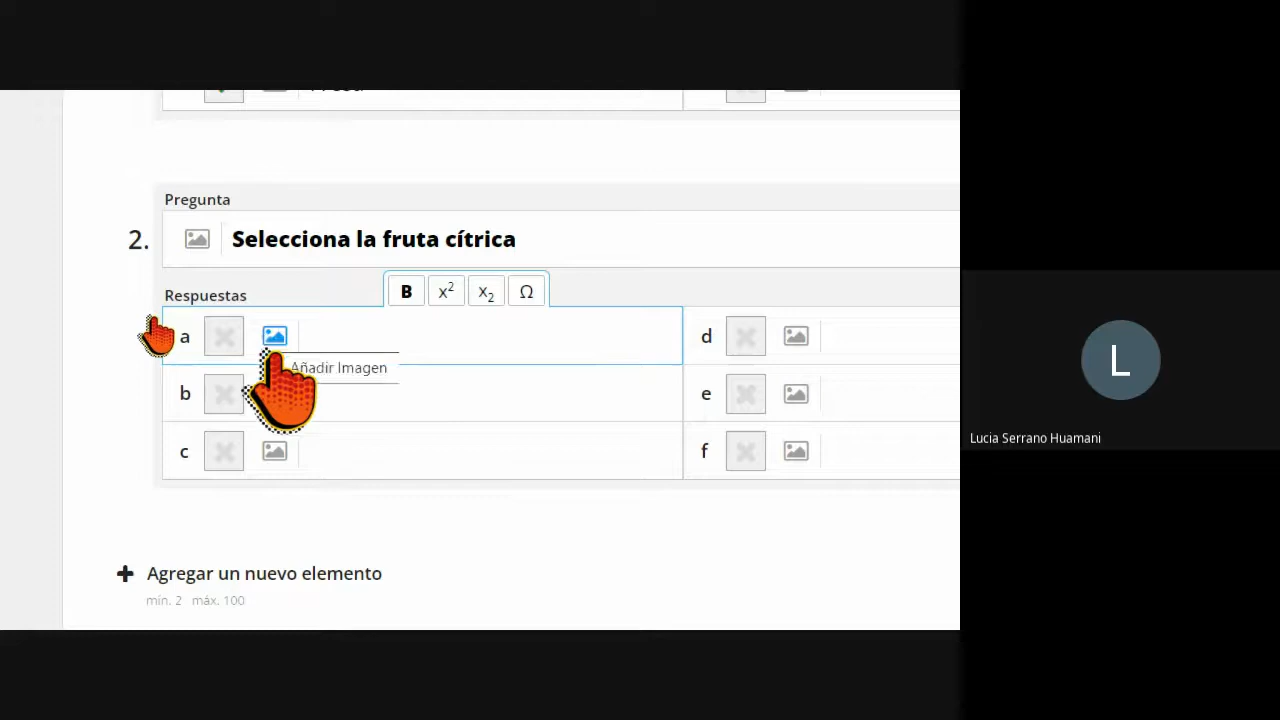 Pregunta
2.
Selecciona la fruta cítrica
Respuestas
B x² x₂ Ω
a
d
Añadir Imagen
b
e
c
f
Agregar un nuevo elemento
mín. 2 máx. 100
L
Lucia Serrano Huamani